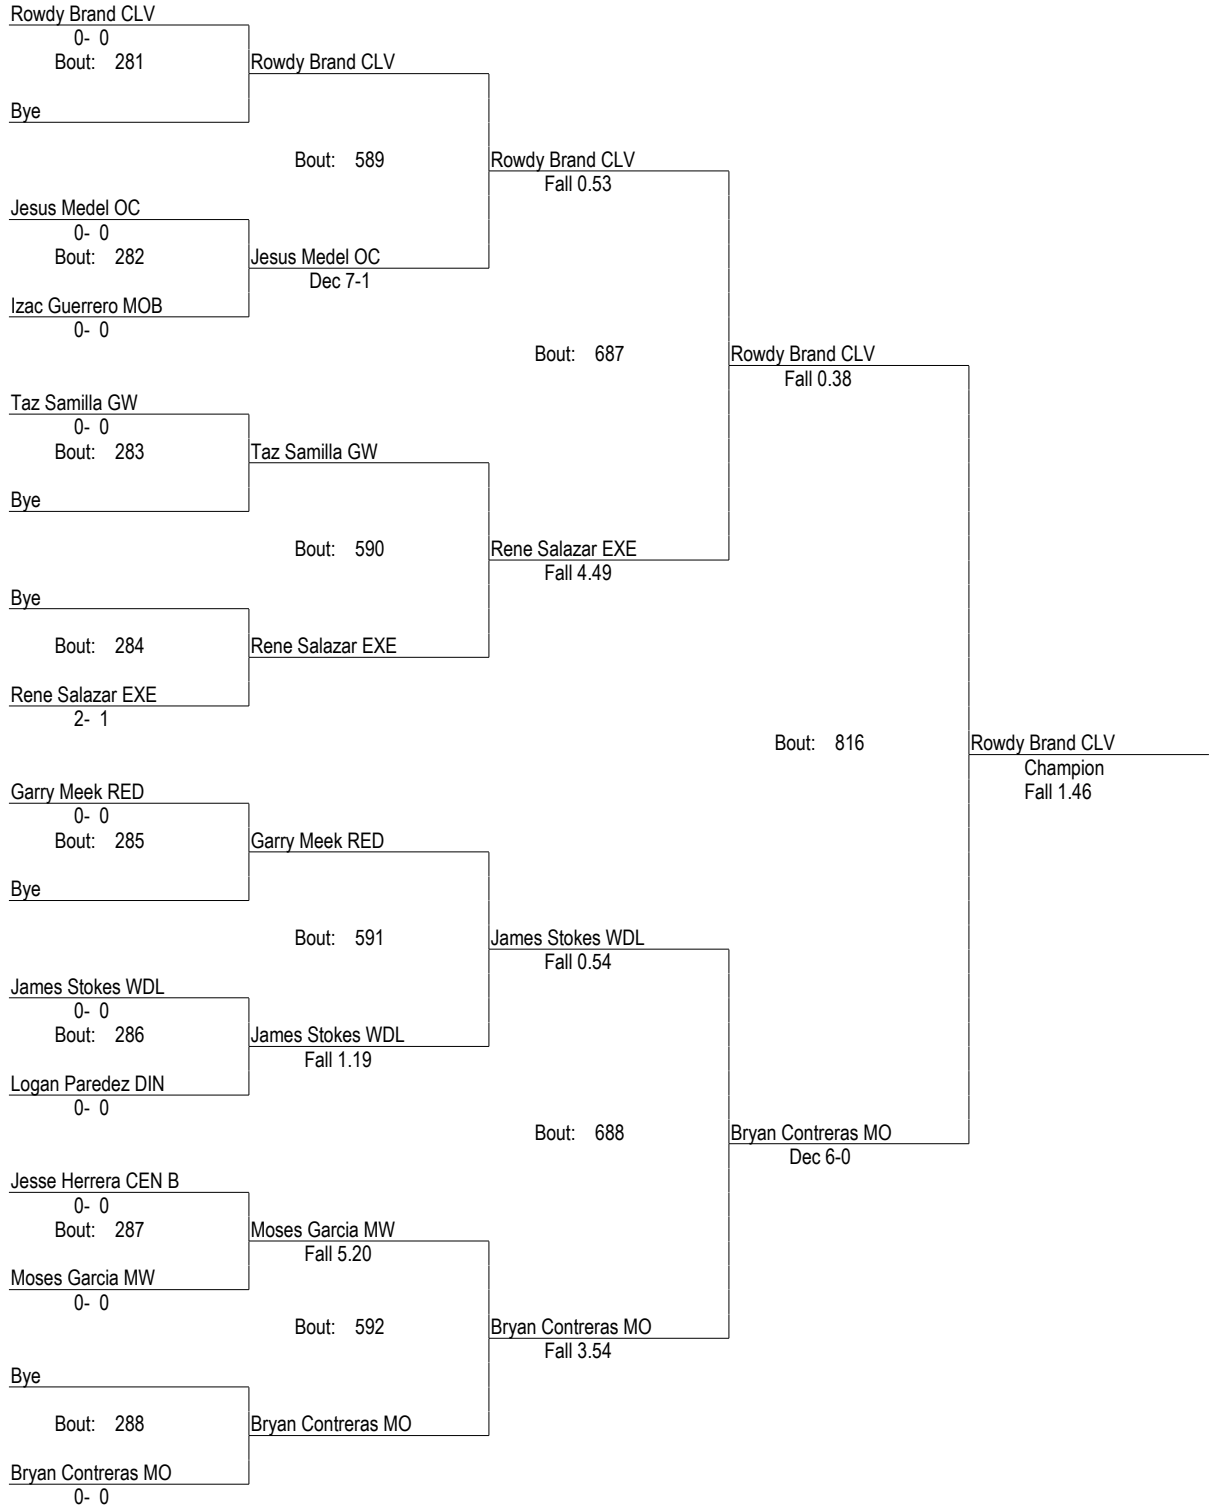 Rowdy Brand CLV
0- 0
Bout: 281
Rowdy Brand CLV
Bye
Bout: 589
Rowdy Brand CLV
Fall 0.53
Jesus Medel OC
0- 0
Bout: 282
Jesus Medel OC
Dec 7-1
Izac Guerrero MOB
0- 0
Bout: 687
Rowdy Brand CLV
Fall 0.38
Taz Samilla GW
0- 0
Bout: 283
Taz Samilla GW
Bye
Bout: 590
Rene Salazar EXE
Fall 4.49
Bye
Bout: 284
Rene Salazar EXE
Rene Salazar EXE
2- 1
Bout: 816
Rowdy Brand CLV
Champion
Fall 1.46
Garry Meek RED
0- 0
Bout: 285
Garry Meek RED
Bye
Bout: 591
James Stokes WDL
Fall 0.54
James Stokes WDL
0- 0
Bout: 286
James Stokes WDL
Fall 1.19
Logan Paredez DIN
0- 0
Bout: 688
Bryan Contreras MO
Dec 6-0
Jesse Herrera CEN B
0- 0
Bout: 287
Moses Garcia MW
Fall 5.20
Moses Garcia MW
0- 0
Bout: 592
Bryan Contreras MO
Fall 3.54
Bye
Bout: 288
Bryan Contreras MO
Bryan Contreras MO
0- 0